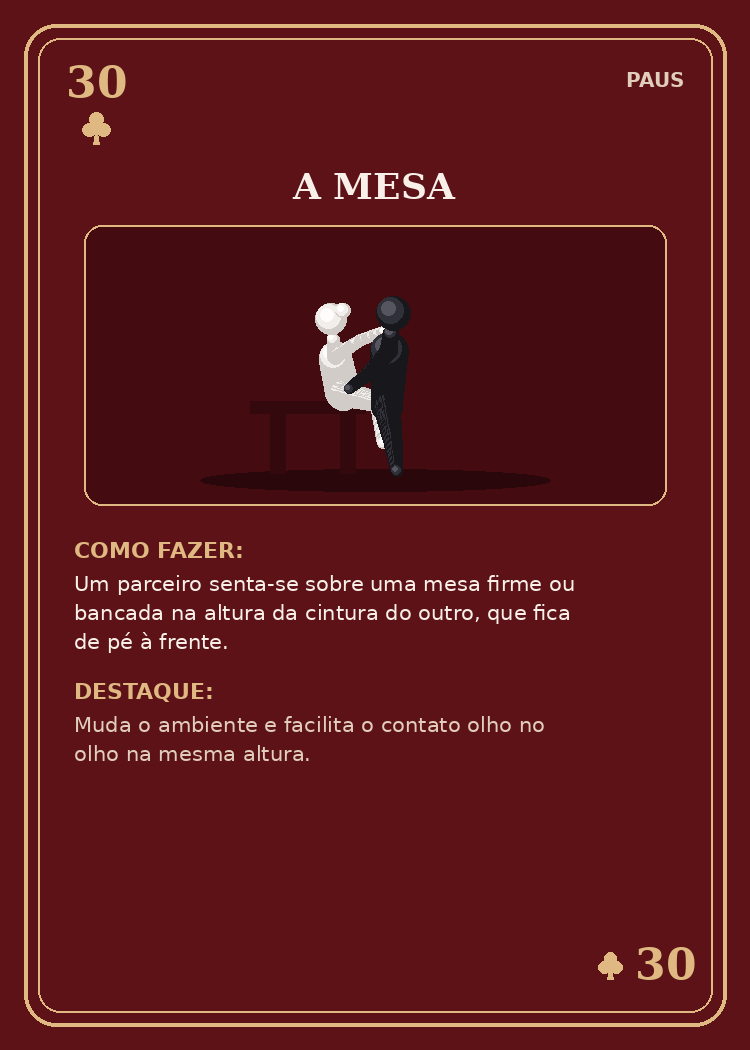 30
PAUS
A MESA
COMO FAZER:
Um parceiro senta-se sobre uma mesa firme ou
bancada na altura da cintura do outro, que fica
de pé à frente.
DESTAQUE:
Muda o ambiente e facilita o contato olho no
olho na mesma altura.
30